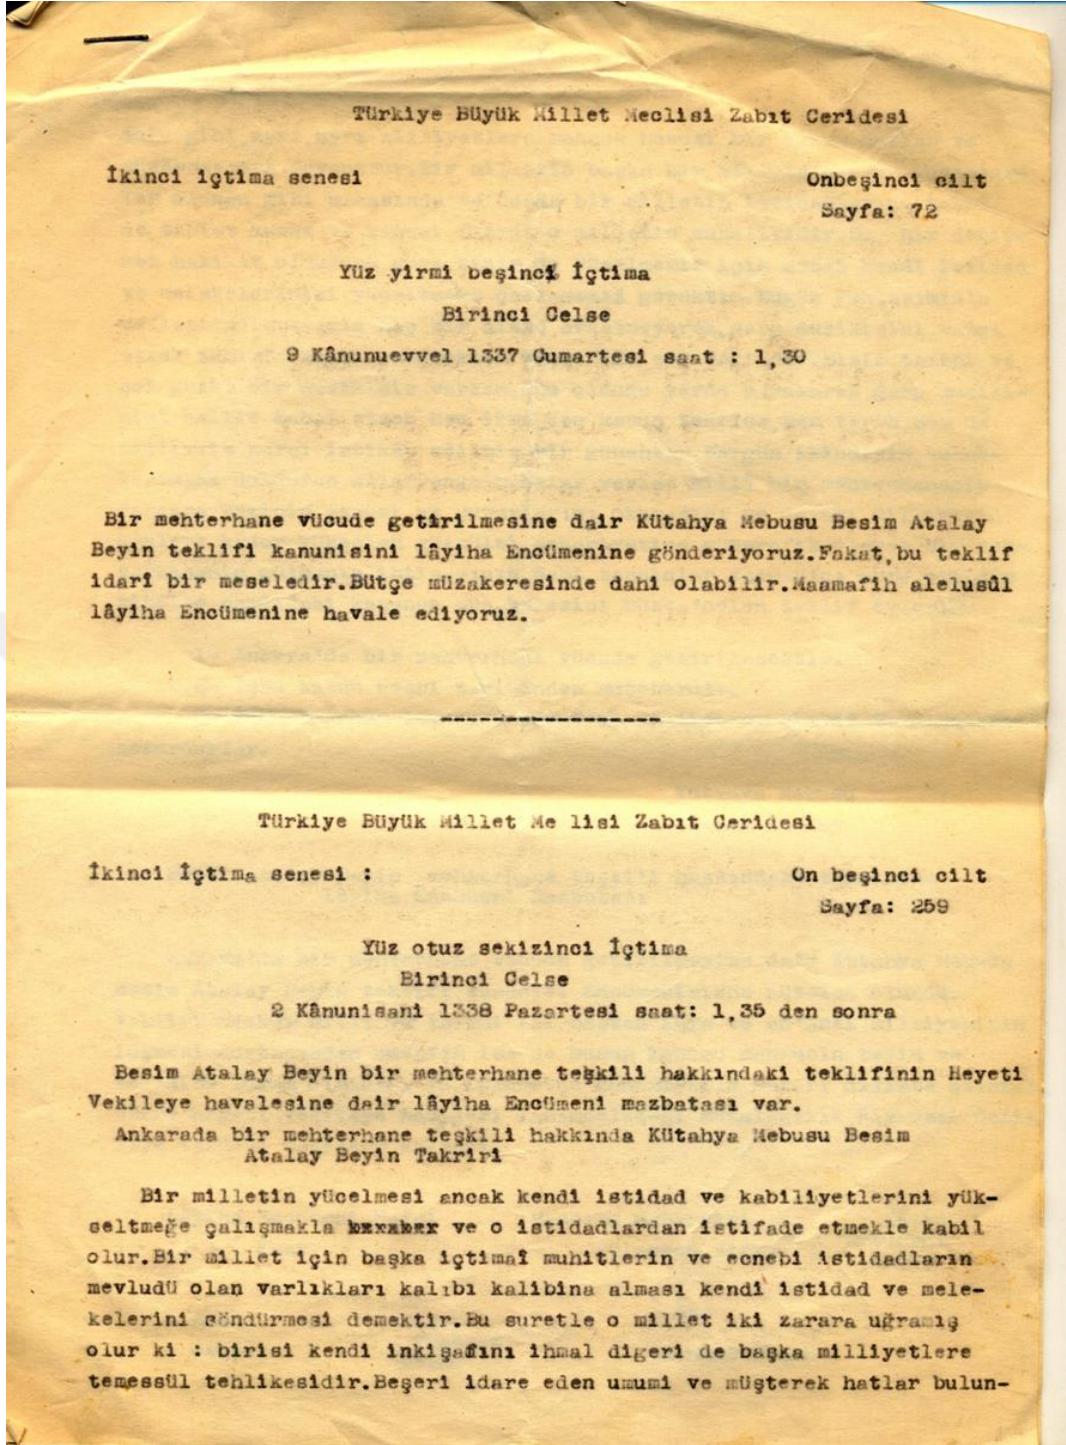 Türkiye Büyük Millet Meclisi Zabıt Ceridesi
İkinci içtima senesi
Onbeşinci cilt
Sayfa: 72
Yüz yirmi beşinci İçtima
Birinci Celse
9 Kânunuevvel 1337 Cumartesi saat : 1,30
Bir mehterhane vücude getirilmesine dair Kütahya Mebusu Besim Atalay
Beyin teklifi kanunisini lâyiha Encümenine gönderiyoruz.Fakat,bu teklif
idarî bir meseledir.Bütçe müzakeresinde dahi olabilir.Maamafih alelusûl
lâyiha Encümenine havale ediyoruz.
-----------------
Türkiye Büyük Millet Me lisi Zabıt Ceridesi
İkinci İçtima senesi :
On beşinci cilt
Sayfa: 259
Yüz otuz sekizinci İçtima
Birinci Celse
2 Kânunisani 1338 Pazartesi saat: 1,35 den sonra
Besim Atalay Beyin bir mehterhane teşkili hakkındaki teklifinin Heyeti
Vekileye havalesine dair lâyiha Encümeni mazbatası var.
Ankarada bir mehterhane teşkili hakkında Kütahya Mebusu Besim
Atalay Beyin Takriri
Bir milletin yücelmesi ancak kendi istidad ve kabiliyetlerini yük-
seltmeğe çalışmakla ve o istidadlardan istifade etmekle kabil
olur.Bir millet için başka içtimaî muhitlerin ve ecnebi istidadların
mevludü olan varlıkları kalıbı kalibina alması kendi istidad ve mele-
kelerini söndürmesi demektir.Bu suretle o millet iki zarara uğramış
olur ki : birisi kendi inkişafını ihmal digeri de başka milliyetlere
temessül tehlikesidir.Beşeri idare eden umumi ve müşterek hatlar bulun-